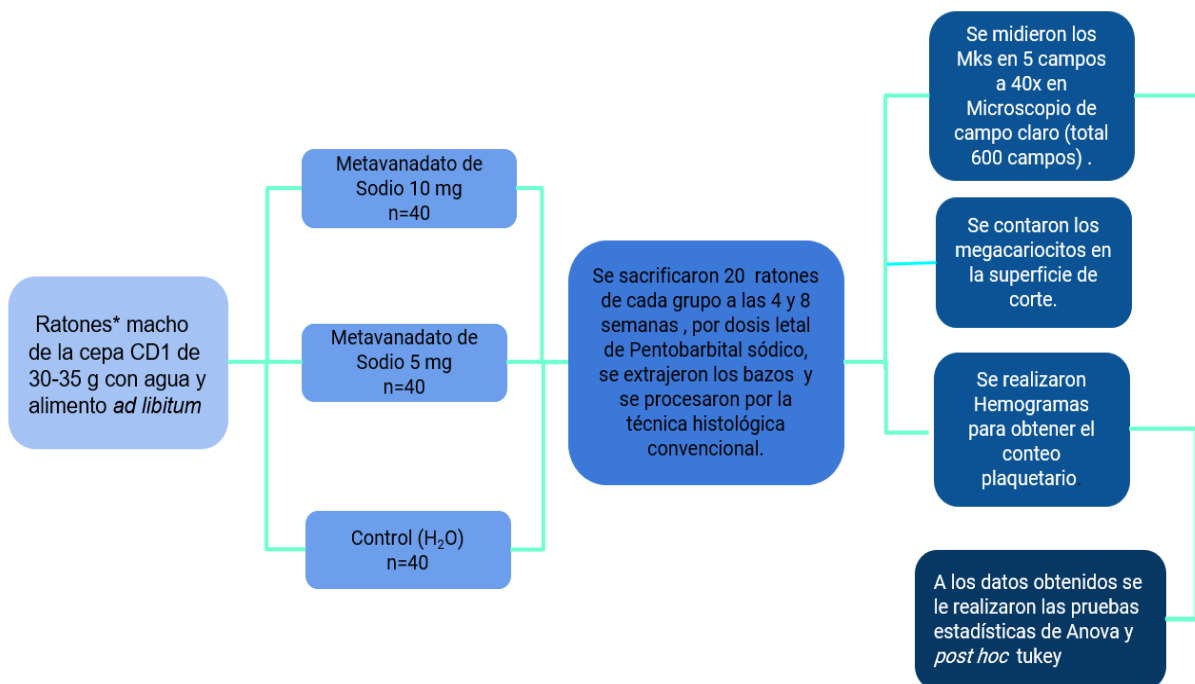 Ratones* macho
de la cepa CD1 de
30-35 g con agua y
alimento ad libitum
Metavanadato de
Sodio 10 mg
n=40
Metavanadato de
Sodio 5 mg
n=40
Control (H₂O)
n=40
Se sacrificaron 20 ratones
de cada grupo a las 4 y 8
semanas , por dosis letal
de Pentobarbital sódico,
se extrajeron los bazos y
se procesaron por la
técnica histológica
convencional.
Se midieron los
Mks en 5 campos
a 40x en
Microscopio de
campo claro (total
600 campos) .
Se contaron los
megacariocitos en
la superficie de
corte.
Se realizaron
Hemogramas
para obtener el
conteo
plaquetario.
A los datos obtenidos se
le realizaron las pruebas
estadísticas de Anova y
post hoc tukey